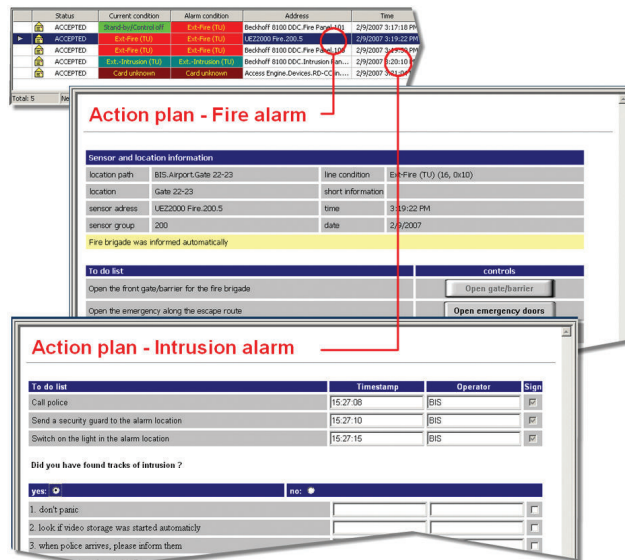 Status Current condition Alarm condition Address Time
ACCEPTED Stand-by/Control off Ext-Fire (TU) Beckhoff 8100 DDC.Fire Panel.101 2/9/2007 3:17:18 PM
ACCEPTED Ext-Fire (TU) Ext-Fire (TU) UEZ2000 Fire.200.5 2/9/2007 3:19:22 PM
ACCEPTED Ext-Fire (TU) Ext-Fire (TU) Beckhoff 8100 DDC.Fire Panel.103 2/9/2007 3:19:39 PM
ACCEPTED Ext.-Intrusion (TU) Ext.-Intrusion (TU) Beckhoff 8100 DDC.Intrusion Pan... 2/9/2007 3:20:10 P
ACCEPTED Card unknown Card unknown Access Engine.Devices.RD-CCon.... 2/9/2007 3:21:04
Total: 5 Ne
Action plan - Fire alarm
Sensor and location information
location path BIS.Airport.Gate 22-23 line condition Ext-Fire (TU) (16, 0x10)
location Gate 22-23 short information
sensor adress UEZ2000 Fire.200.5 time 3:19:22 PM
sensor group 200 date 2/9/2007
Fire brigade was informed automatically
To do list controls
Open the front gate/barrier for the fire brigade Open gate/barrier
Open the emergency along the escape route Open emergency doors
Action plan - Intrusion alarm
To do list Timestamp Operator Sign
Call police 15:27:08 BIS
Send a security guard to the alarm location 15:27:10 BIS
Switch on the light in the alarm location 15:27:15 BIS
Did you have found tracks of intrusion ?
yes: no:
1. don't panic
2. look if video storage was started automaticly
3. when police arrives, please inform them